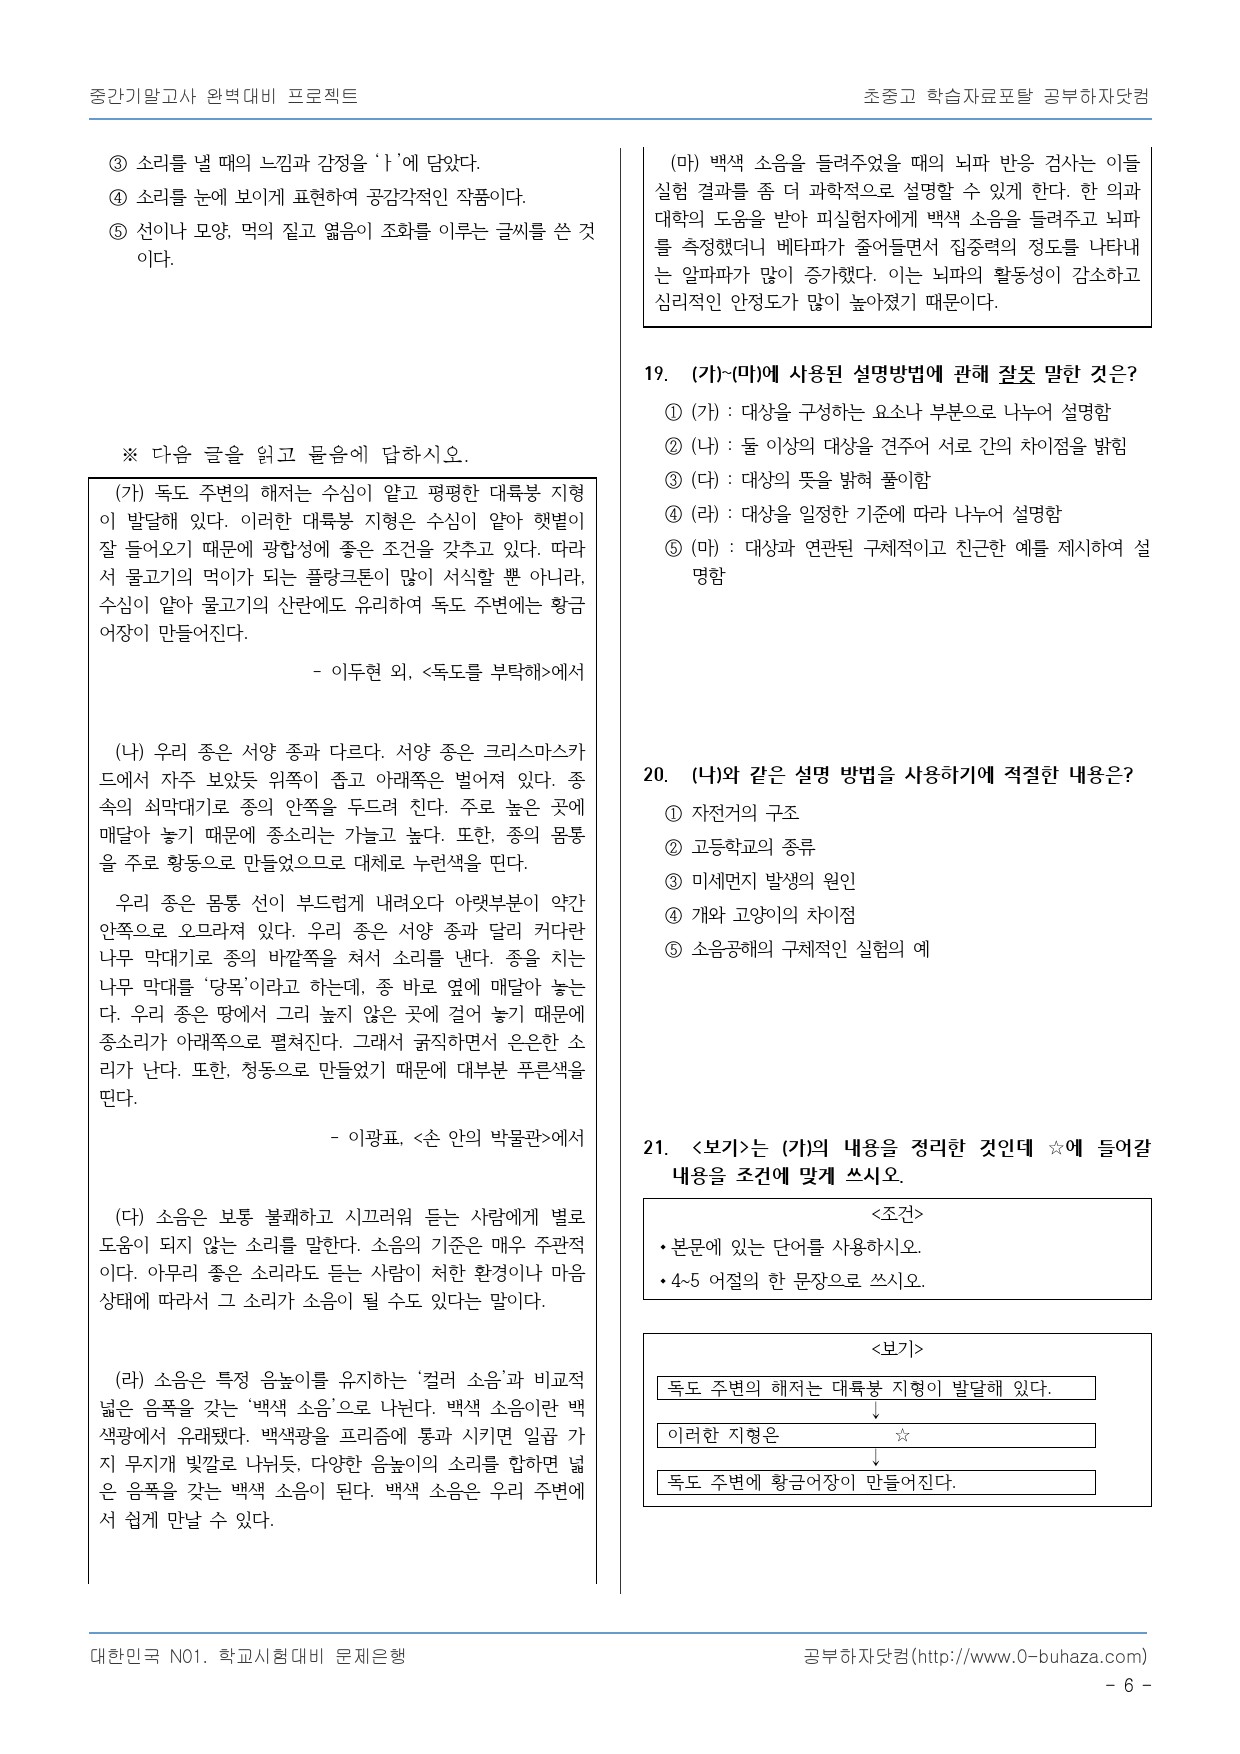 중간기말고사 완벽대비 프로젝트
초중고 학습자료포탈 공부하자닷컴
③ 소리를 낼 때의 느낌과 감정을 ‘ㅏ’에 담았다.
④ 소리를 눈에 보이게 표현하여 공감각적인 작품이다.
⑤ 선이나 모양, 먹의 짙고 엷음이 조화를 이루는 글씨를 쓴 것
이다.
※ 다음 글을 읽고 물음에 답하시오.
(가) 독도 주변의 해저는 수심이 얕고 평평한 대륙붕 지형
이 발달해 있다. 이러한 대륙붕 지형은 수심이 얕아 햇볕이
잘 들어오기 때문에 광합성에 좋은 조건을 갖추고 있다. 따라
서 물고기의 먹이가 되는 플랑크톤이 많이 서식할 뿐 아니라,
수심이 얕아 물고기의 산란에도 유리하여 독도 주변에는 황금
어장이 만들어진다.
- 이두현 외, <독도를 부탁해>에서
(나) 우리 종은 서양 종과 다르다. 서양 종은 크리스마스카
드에서 자주 보았듯 위쪽이 좁고 아래쪽은 벌어져 있다. 종
속의 쇠막대기로 종의 안쪽을 두드려 친다. 주로 높은 곳에
매달아 놓기 때문에 종소리는 가늘고 높다. 또한, 종의 몸통
을 주로 황동으로 만들었으므로 대체로 누런색을 띤다.
우리 종은 몸통 선이 부드럽게 내려오다 아랫부분이 약간
안쪽으로 오므라져 있다. 우리 종은 서양 종과 달리 커다란
나무 막대기로 종의 바깥쪽을 쳐서 소리를 낸다. 종을 치는
나무 막대를 ‘당목’이라고 하는데, 종 바로 옆에 매달아 놓는
다. 우리 종은 땅에서 그리 높지 않은 곳에 걸어 놓기 때문에
종소리가 아래쪽으로 펼쳐진다. 그래서 굵직하면서 은은한 소
리가 난다. 또한, 청동으로 만들었기 때문에 대부분 푸른색을
띤다.
- 이광표, <손 안의 박물관>에서
(다) 소음은 보통 불쾌하고 시끄러워 듣는 사람에게 별로
도움이 되지 않는 소리를 말한다. 소음의 기준은 매우 주관적
이다. 아무리 좋은 소리라도 듣는 사람이 처한 환경이나 마음
상태에 따라서 그 소리가 소음이 될 수도 있다는 말이다.
(라) 소음은 특정 음높이를 유지하는 ‘컬러 소음’과 비교적
넓은 음폭을 갖는 ‘백색 소음’으로 나뉜다. 백색 소음이란 백
색광에서 유래됐다. 백색광을 프리즘에 통과 시키면 일곱 가
지 무지개 빛깔로 나뉘듯, 다양한 음높이의 소리를 합하면 넓
은 음폭을 갖는 백색 소음이 된다. 백색 소음은 우리 주변에
서 쉽게 만날 수 있다.
(마) 백색 소음을 들려주었을 때의 뇌파 반응 검사는 이들
실험 결과를 좀 더 과학적으로 설명할 수 있게 한다. 한 의과
대학의 도움을 받아 피실험자에게 백색 소음을 들려주고 뇌파
를 측정했더니 베타파가 줄어들면서 집중력의 정도를 나타내
는 알파파가 많이 증가했다. 이는 뇌파의 활동성이 감소하고
심리적인 안정도가 많이 높아졌기 때문이다.
19. (가)~(마)에 사용된 설명방법에 관해 잘못 말한 것은?
① (가) : 대상을 구성하는 요소나 부분으로 나누어 설명함
② (나) : 둘 이상의 대상을 견주어 서로 간의 차이점을 밝힘
③ (다) : 대상의 뜻을 밝혀 풀이함
④ (라) : 대상을 일정한 기준에 따라 나누어 설명함
⑤ (마) : 대상과 연관된 구체적이고 친근한 예를 제시하여 설
명함
20. (나)와 같은 설명 방법을 사용하기에 적절한 내용은?
① 자전거의 구조
② 고등학교의 종류
③ 미세먼지 발생의 원인
④ 개와 고양이의 차이점
⑤ 소음공해의 구체적인 실험의 예
21. <보기>는 (가)의 내용을 정리한 것인데 ☆에 들어갈
내용을 조건에 맞게 쓰시오.
<조건>
• 본문에 있는 단어를 사용하시오.
• 4~5 어절의 한 문장으로 쓰시오.
<보기>
독도 주변의 해저는 대륙붕 지형이 발달해 있다.
↓
이러한 지형은 ☆
↓
독도 주변에 황금어장이 만들어진다.
대한민국 N01. 학교시험대비 문제은행
공부하자닷컴(http://www.0-buhaza.com)
- 6 -